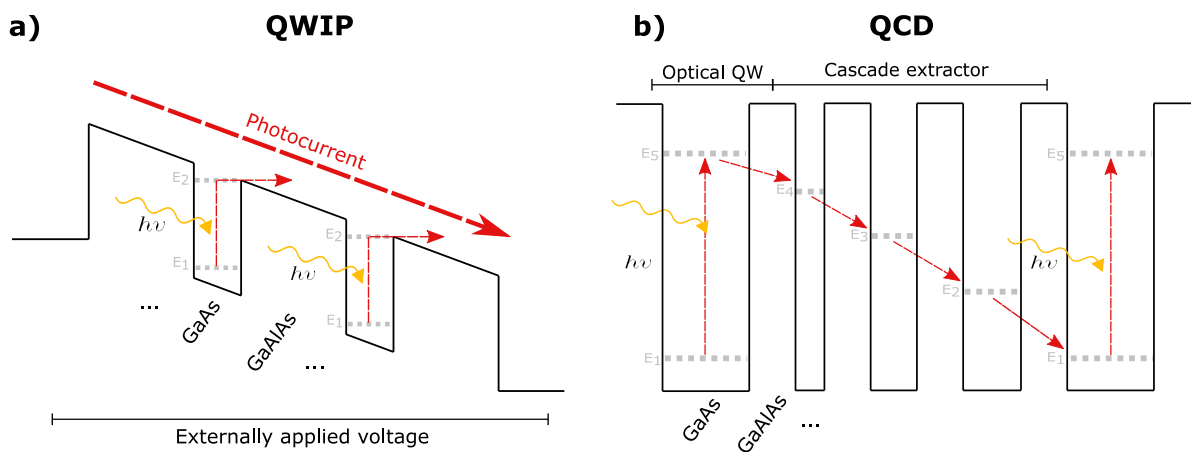 a)
QWIP
Photocurrent
E2
hν
E1
E2
hν
E1
...
GaAs
GaAlAs
...
Externally applied voltage
b)
QCD
Optical QW
Cascade extractor
E5
E4
E3
E2
E1
hν
E5
hν
E1
GaAs
GaAlAs
...